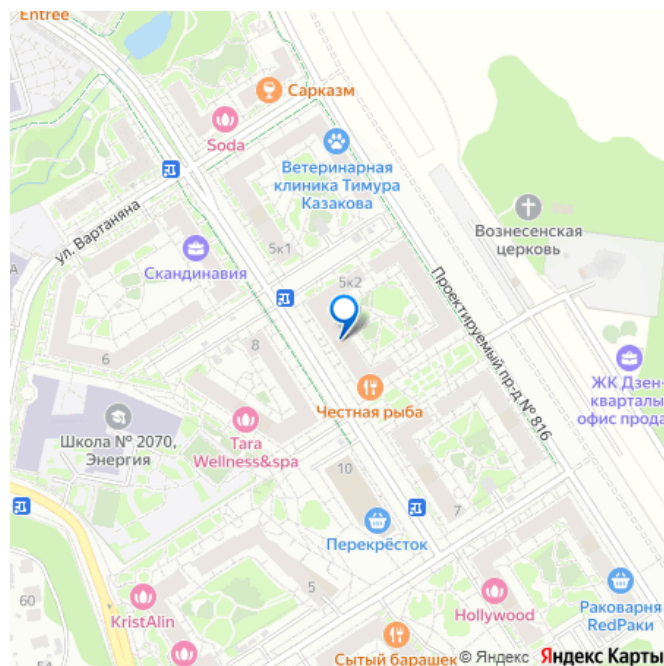 Entree
Сарказм
Soda
Ветеринарная
клиника Тимура
Казакова
ул. Вартаняна
Вознесенская
церковь
5к1
Скандинавия
5к2
Проектируемый пр-д № 816
8
6
ЖК Дзен-
кварталы
офис прода
Честная рыба
Школа № 2070,
Энергия
Tara
Wellness&spa
10
7
Перекрёсток
5
60
KristAlin
Hollywood
Раковарня
RedРаки
54
Сытый барашек
© Яндекс Яндекс Карты